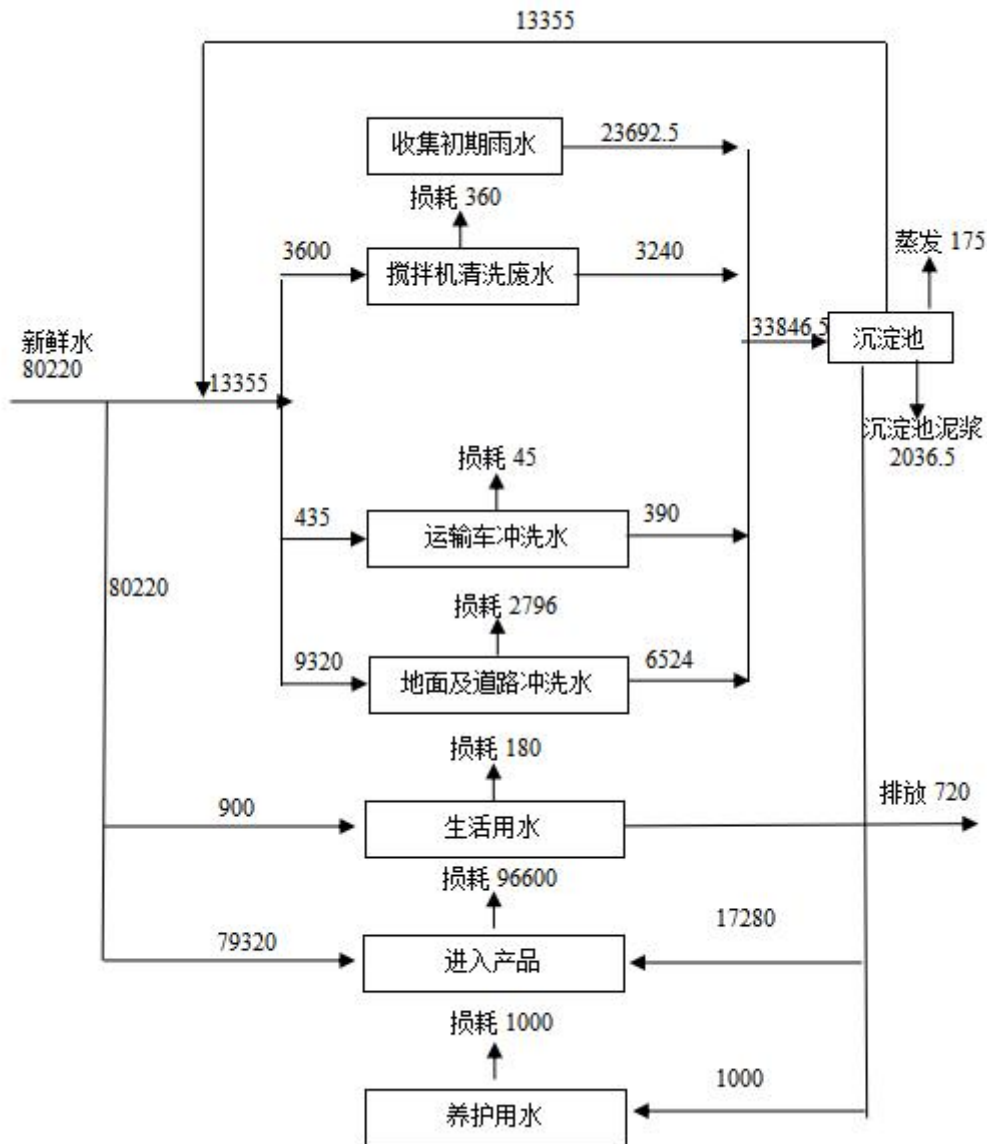 13355
收集初期雨水
23692.5
损耗 360
3600
搅拌机清洗废水
3240
蒸发 175
新鲜水
80220
13355
33846.5
沉淀池
沉淀池泥浆
2036.5
损耗 45
435
运输车冲洗水
390
80220
损耗 2796
9320
地面及道路冲洗水
6524
损耗 180
900
生活用水
排放 720
损耗 96600
79320
进入产品
17280
损耗 1000
养护用水
1000